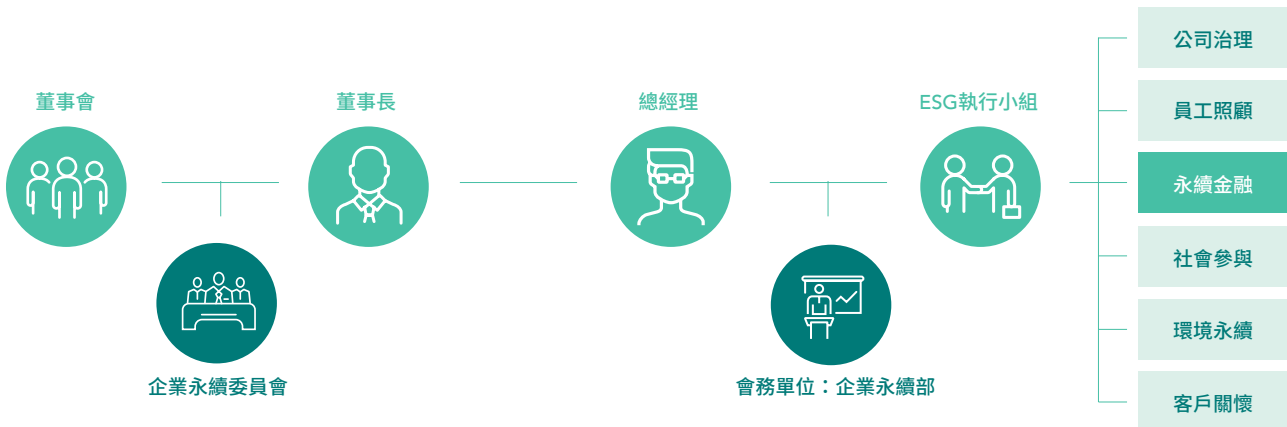 董事會
董事長
總經理
ESG執行小組
企業永續委員會
會務單位：企業永續部
公司治理
員工照顧
永續金融
社會參與
環境永續
客戶關懷